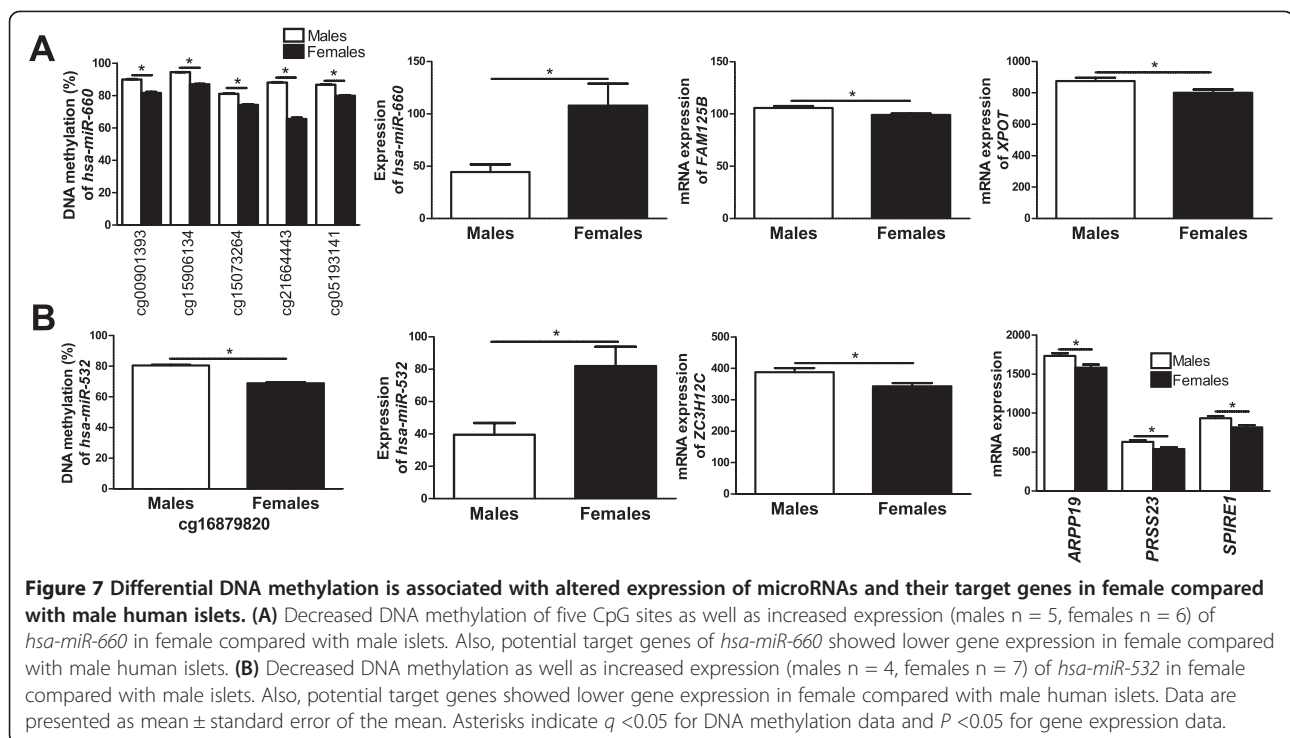 A
Males
Females
DNA methylation (%)
of hsa-miR-660
100
80
60
40
20
0
*
*
*
*
*
cg00901393
cg15906134
cg15073264
cg21664443
cg05193141
Expression
of hsa-miR-660
150
100
50
0
*
Males Females
mRNA expression
of FAM125B
150
100
50
0
*
Males Females
mRNA expression
of XPOT
1000
800
600
400
200
0
*
Males Females
B
DNA methylation (%)
of hsa-miR-532
100
80
60
40
20
0
*
Males Females
cg16879820
Expression
of hsa-miR-532
100
80
60
40
20
0
*
Males Females
mRNA expression
of ZC3H12C
500
400
300
200
100
0
*
Males Females
mRNA expression
2000
1500
1000
500
0
*
*
*
Males
Females
ARPP19
PRSS23
SPIRE1
Figure 7 Differential DNA methylation is associated with altered expression of microRNAs and their target genes in female compared
with male human islets. (A) Decreased DNA methylation of five CpG sites as well as increased expression (males n = 5, females n = 6) of
hsa-miR-660 in female compared with male islets. Also, potential target genes of hsa-miR-660 showed lower gene expression in female compared
with male human islets. (B) Decreased DNA methylation as well as increased expression (males n = 4, females n = 7) of hsa-miR-532 in female
compared with male islets. Also, potential target genes showed lower gene expression in female compared with male human islets. Data are
presented as mean ± standard error of the mean. Asterisks indicate q <0.05 for DNA methylation data and P <0.05 for gene expression data.